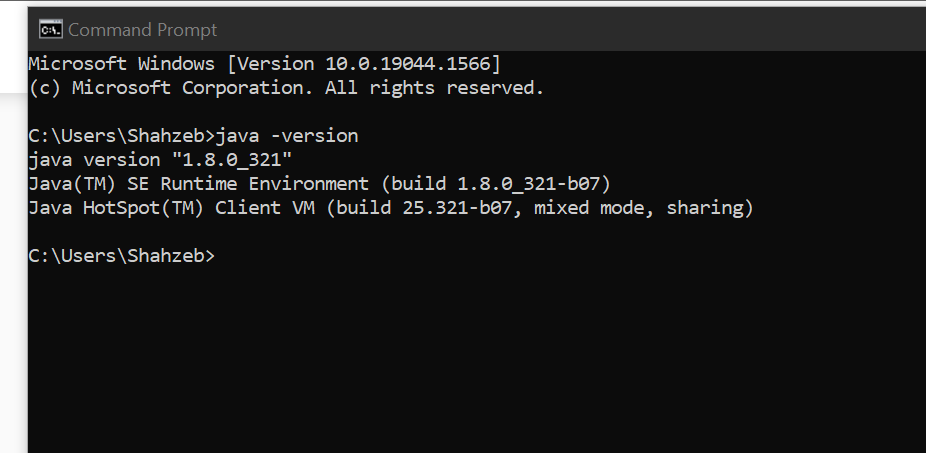 Command Prompt
Microsoft Windows [Version 10.0.19044.1566]
(c) Microsoft Corporation. All rights reserved.
C:\Users\Shahzeb>java -version
java version "1.8.0_321"
Java(TM) SE Runtime Environment (build 1.8.0_321-b07)
Java HotSpot(TM) Client VM (build 25.321-b07, mixed mode, sharing)
C:\Users\Shahzeb>